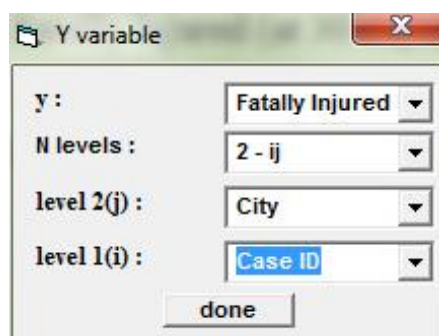 Y variable
y : Fatally Injured
N levels : 2 - ij
level 2(j) : City
level 1(i) : Case ID
done